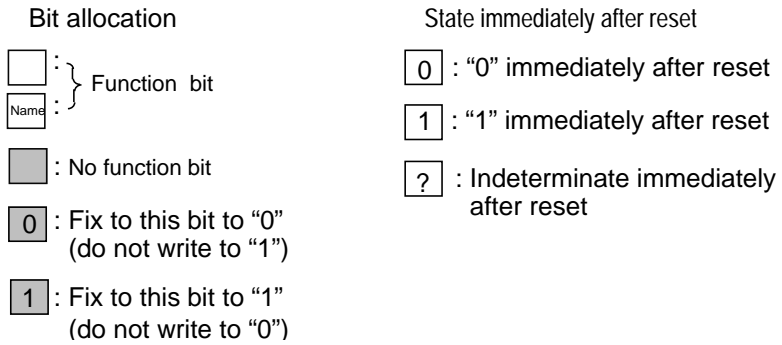 Bit allocation
:
Name : Function bit
: No function bit
0 : Fix to this bit to “0”
(do not write to “1”)
1 : Fix to this bit to “1”
(do not write to “0”)
State immediately after reset
0 : “0” immediately after reset
1 : “1” immediately after reset
? : Indeterminate immediately
after reset